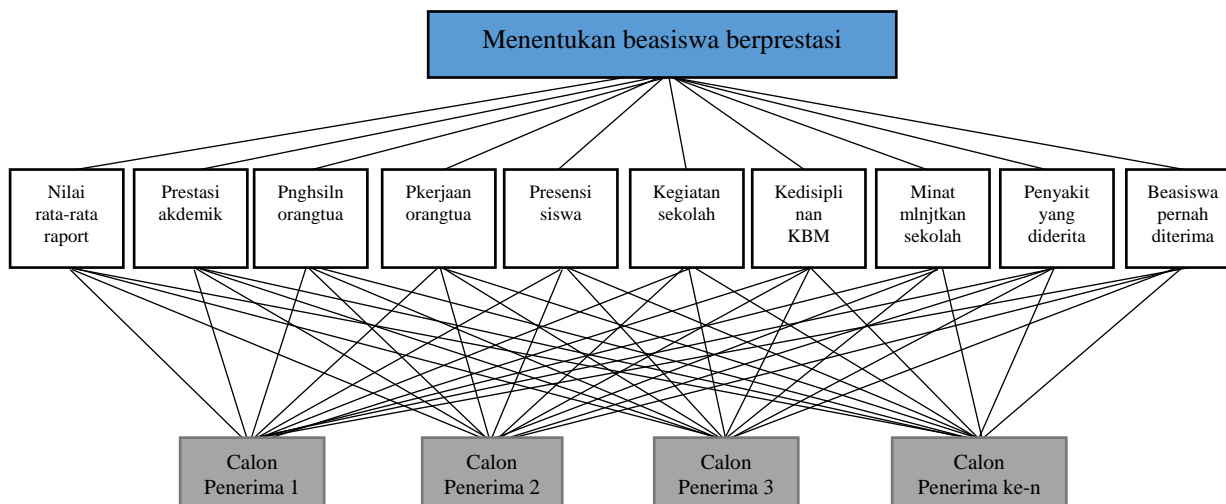 Menentukan beasiswa berprestasi
Nilai
rata-rata
raport
Prestasi
akdemik
Pnghsiln
orangtua
Pkerjaan
orangtua
Presensi
siswa
Kegiatan
sekolah
Kedisipli
nan
KBM
Minat
mlnjtkan
sekolah
Penyakit
yang
diderita
Beasiswa
pernah
diterima
Calon
Penerima 1
Calon
Penerima 2
Calon
Penerima 3
Calon
Penerima ke-n